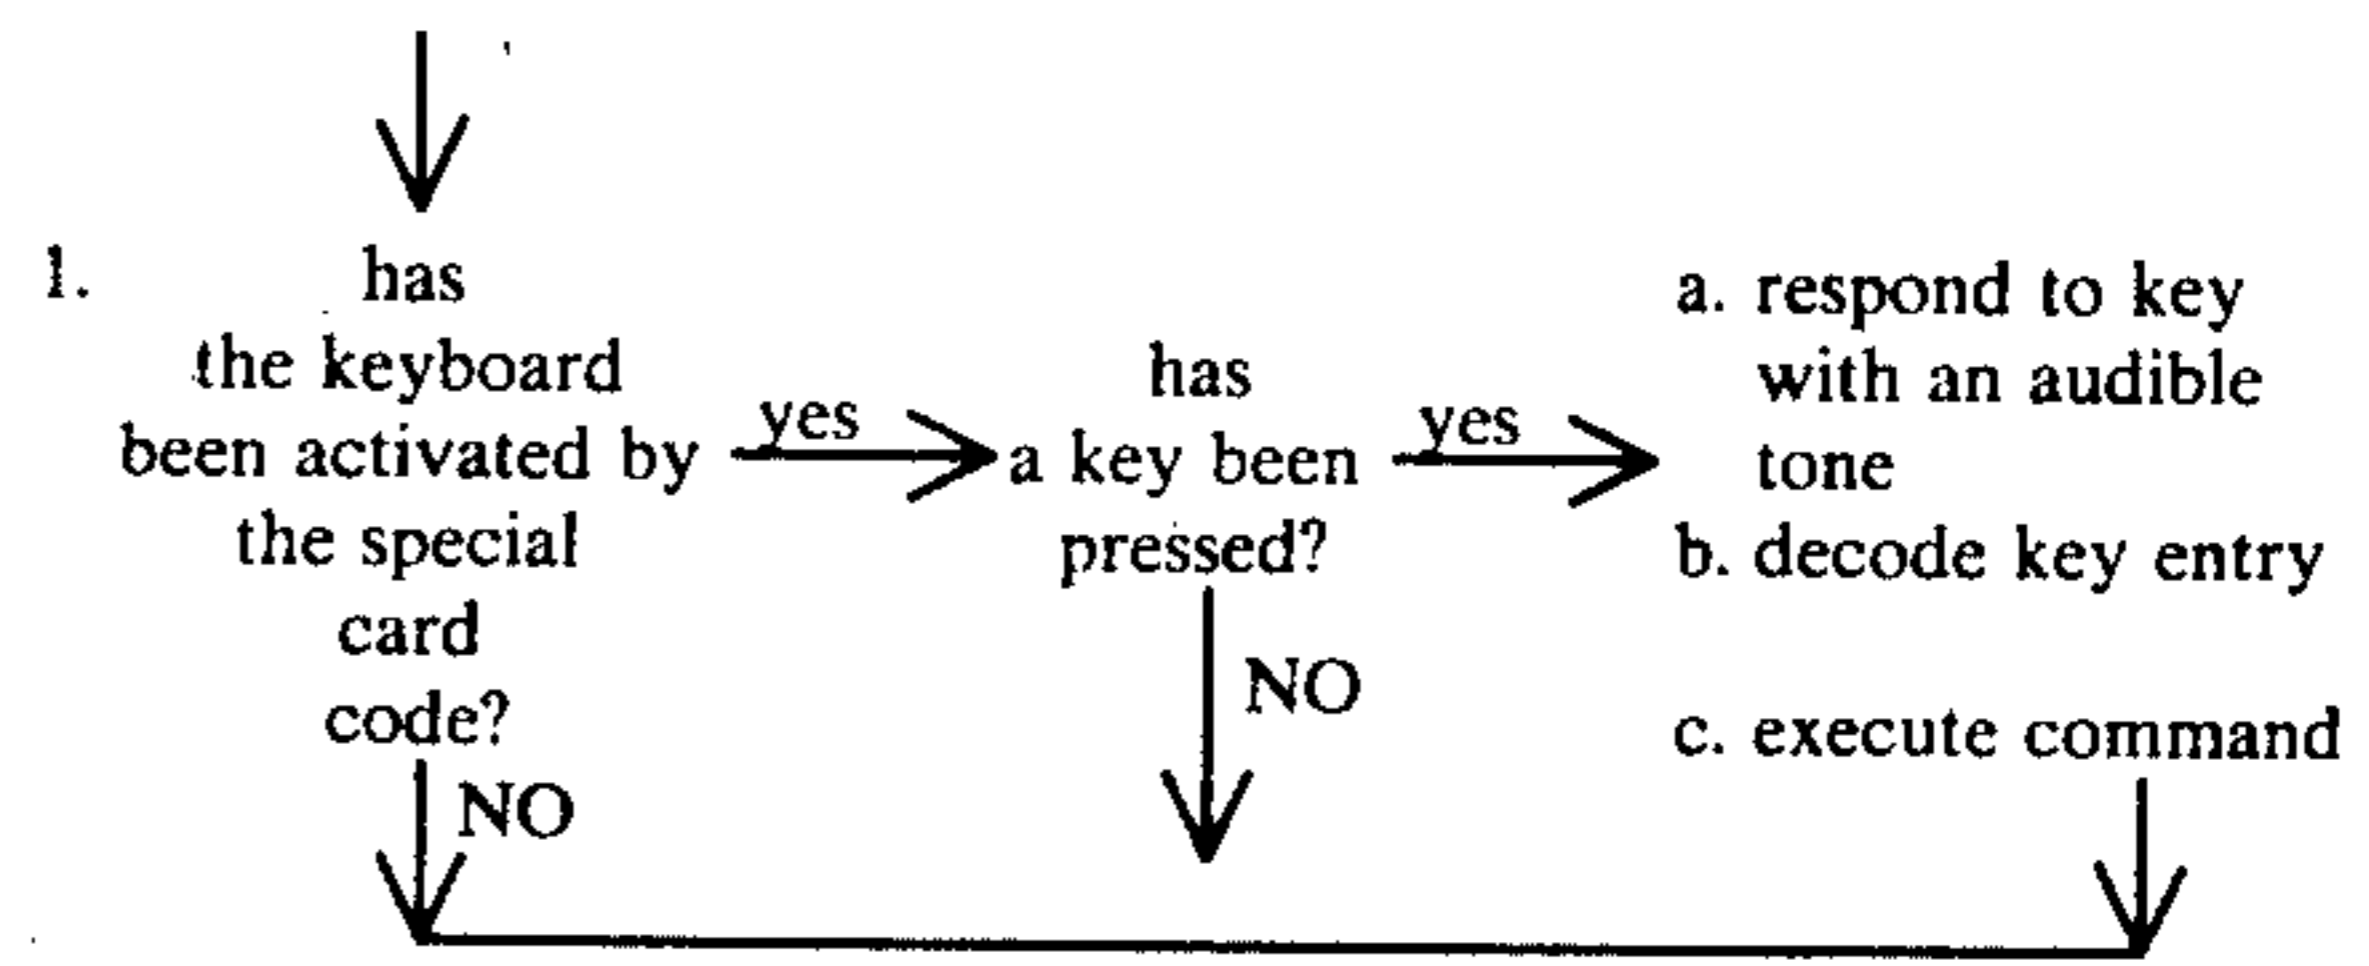 1.
has
the keyboard
been activated by
the special
card
code?
yes
NO
has
a key been
pressed?
yes
NO
a. respond to key
with an audible
tone
b. decode key entry
c. execute command